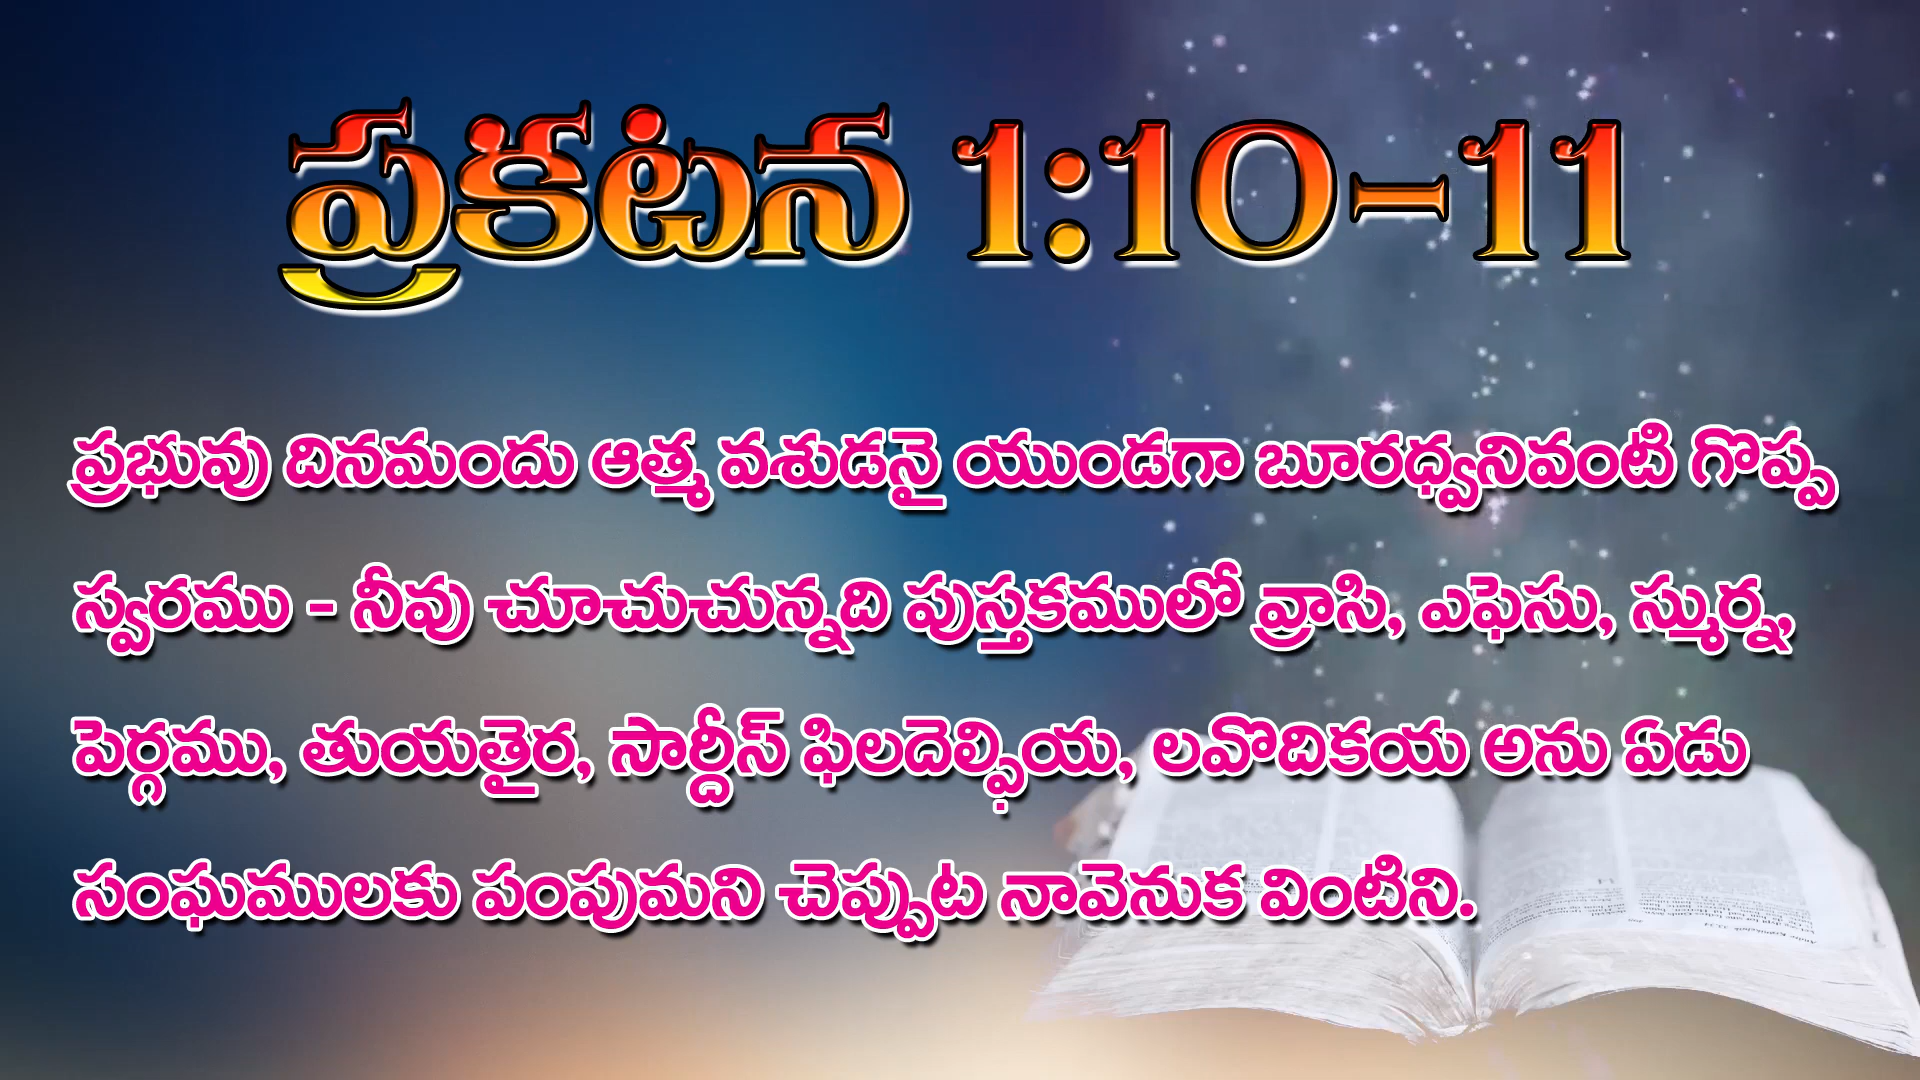 ప్రకటన 1:10-11
ప్రభువు దినమందు ఆత్మ వశుడనై యుండగా బూరధ్వనివంటి గొప్ప
స్వరము - నీవు చూచుచున్నది పుస్తకములో వ్రాసి, ఎఫెసు, స్ముర్న,
పెర్గము, తుయతైర, సార్దీస్ ఫిలదెల్ఫియ, లవొదికయ అను ఏడు
సంఘములకు పంపుమని చెప్పుట నావెనుక వింటిని.